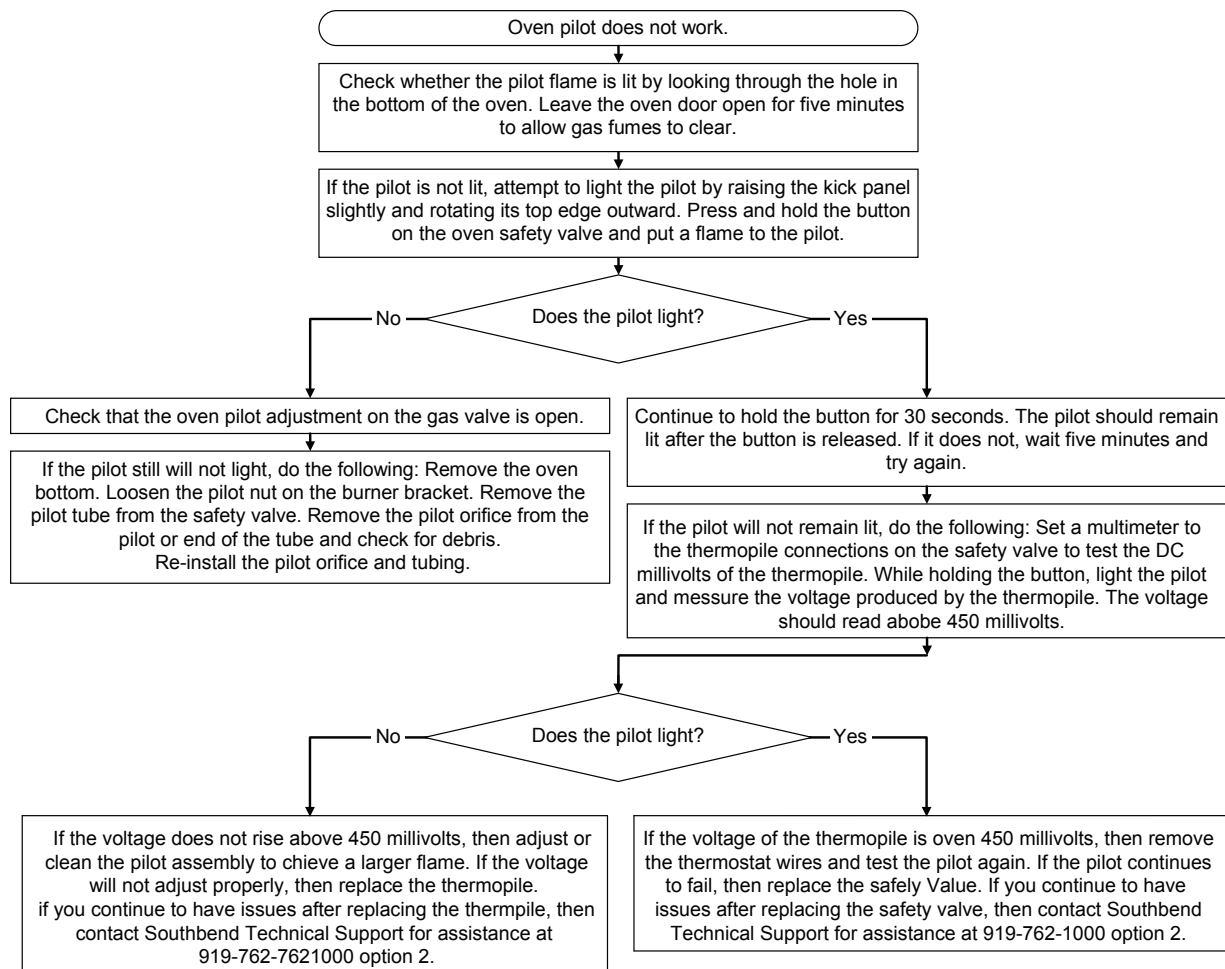 Oven pilot does not work.
Check whether the pilot flame is lit by looking through the hole in
the bottom of the oven. Leave the oven door open for five minutes
to allow gas fumes to clear.
If the pilot is not lit, attempt to light the pilot by raising the kick panel
slightly and rotating its top edge outward. Press and hold the button
on the oven safety valve and put a flame to the pilot.
Does the pilot light?
No
Yes
Check that the oven pilot adjustment on the gas valve is open.
If the pilot still will not light, do the following: Remove the oven
bottom. Loosen the pilot nut on the burner bracket. Remove the
pilot tube from the safety valve. Remove the pilot orifice from the
pilot or end of the tube and check for debris.
Re-install the pilot orifice and tubing.
Continue to hold the button for 30 seconds. The pilot should remain
lit after the button is released. If it does not, wait five minutes and
try again.
If the pilot will not remain lit, do the following: Set a multimeter to
the thermopile connections on the safety valve to test the DC
millivolts of the thermopile. While holding the button, light the pilot
and messure the voltage produced by the thermopile. The voltage
should read abobe 450 millivolts.
Does the pilot light?
No
Yes
If the voltage does not rise above 450 millivolts, then adjust or
clean the pilot assembly to chieve a larger flame. If the voltage
will not adjust properly, then replace the thermopile.
if you continue to have issues after replacing the thermpile, then
contact Southbend Technical Support for assistance at
919-762-7621000 option 2.
If the voltage of the thermopile is oven 450 millivolts, then remove
the thermostat wires and test the pilot again. If the pilot continues
to fail, then replace the safely Value. If you continue to have
issues after replacing the safety valve, then contact Southbend
Technical Support for assistance at 919-762-1000 option 2.